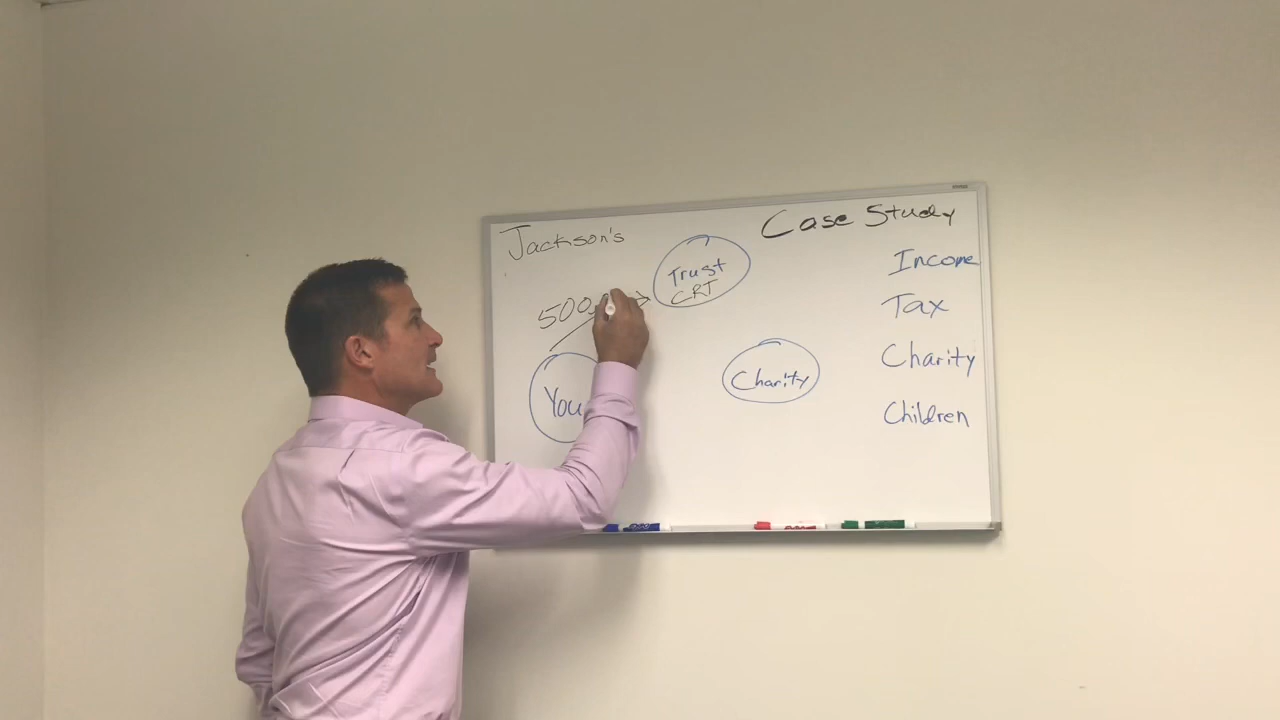 Jackson's
Case Study
Trust
CRT
500,
You
Charity
Income
Tax
Charity
Children